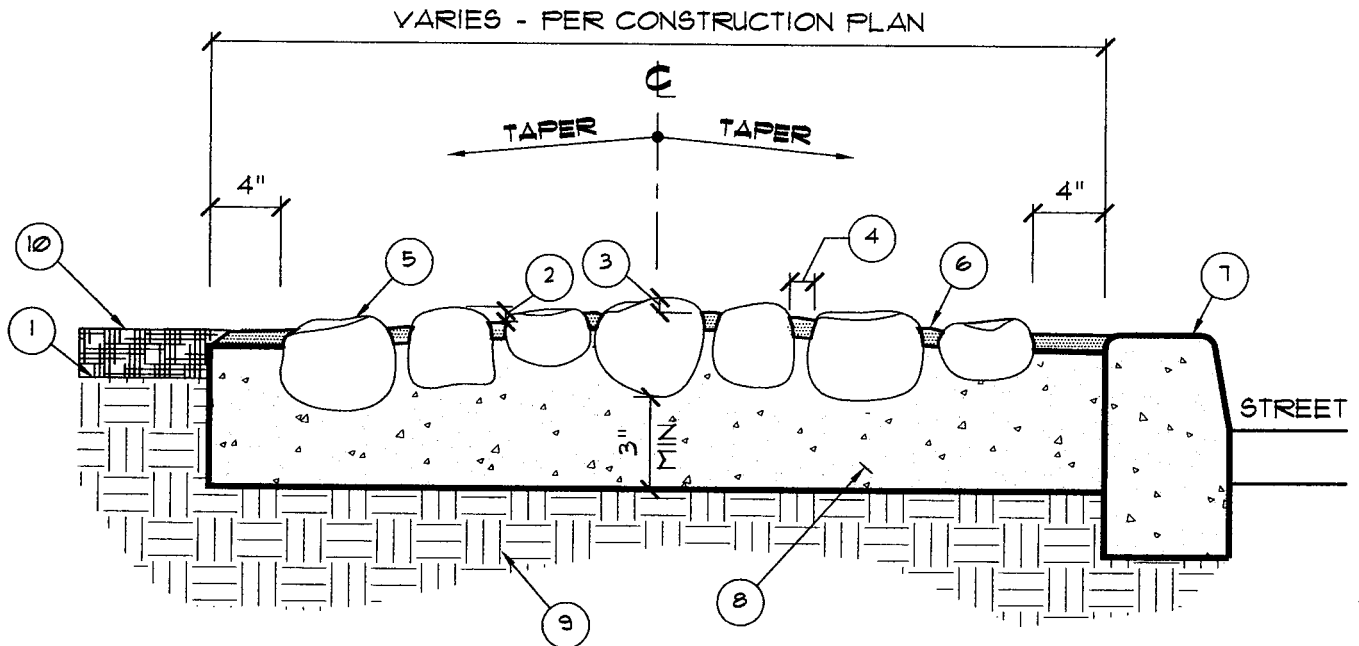 VARIES - PER CONSTRUCTION PLAN
℄
TAPER TAPER
4" 4"
10 5 2 3 4 6 7
1
STREET
3" MIN.
8
9